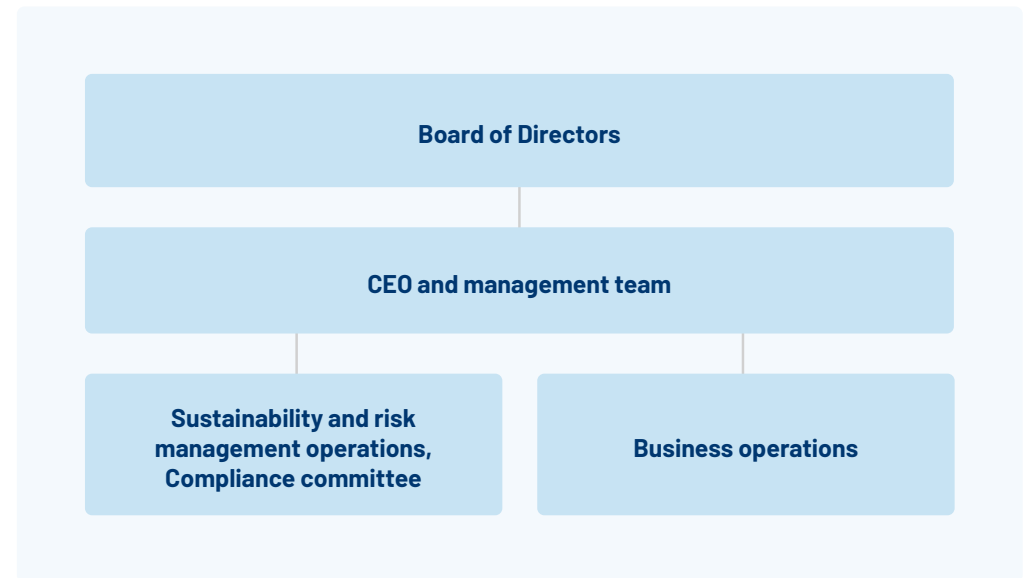 Board of Directors
CEO and management team
Sustainability and risk
management operations,
Compliance committee
Business operations